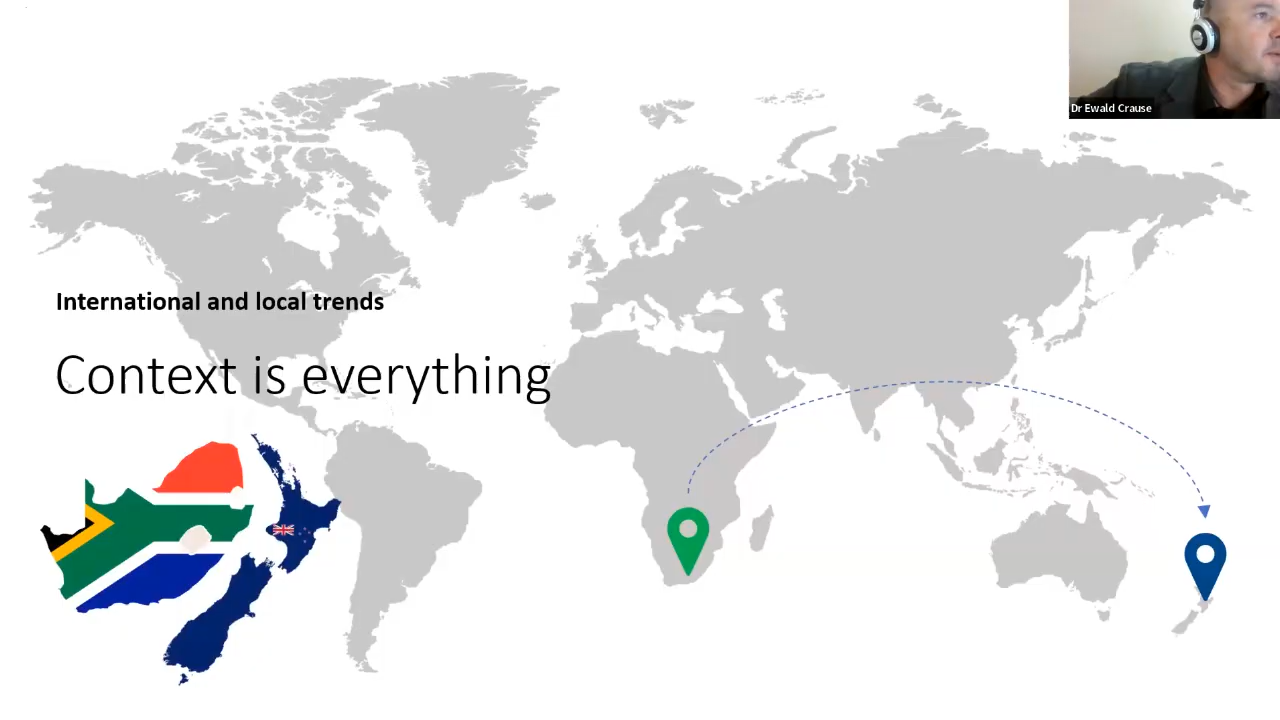 Dr Ewald Crause
International and local trends
Context is everything